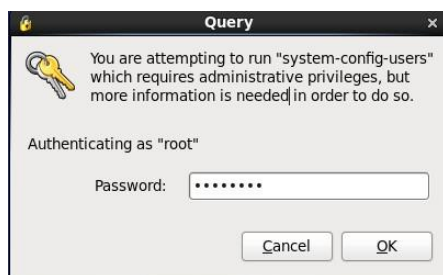 Query
You are attempting to run "system-config-users"
which requires administrative privileges, but
more information is needed in order to do so.
Authenticating as "root"
Password: ••••••••
Cancel OK